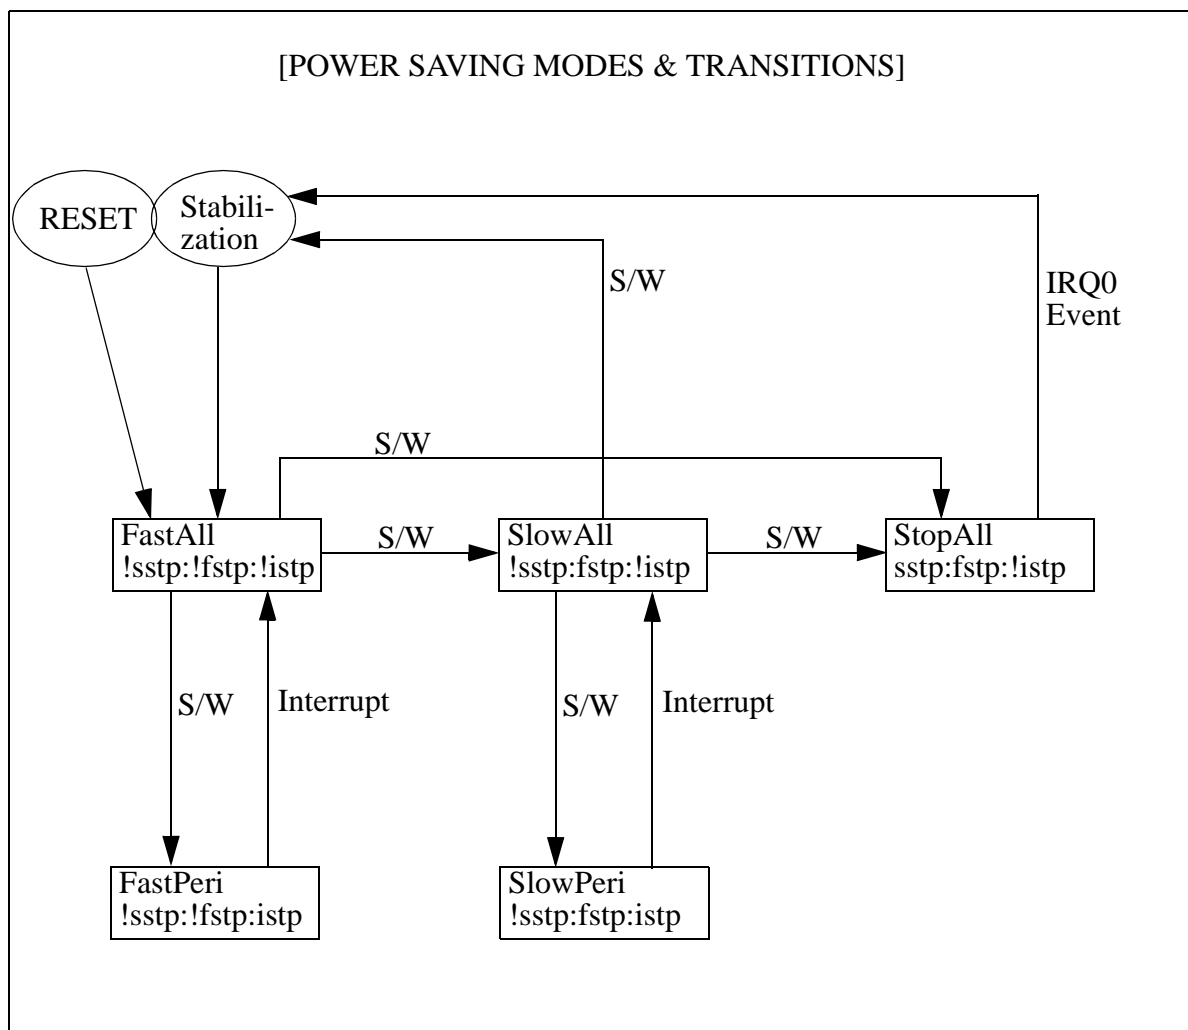 [POWER SAVING MODES & TRANSITIONS]
RESET
Stabili-
zation
S/W
IRQ0
Event
S/W
FastAll
!sstp:!fstp:!istp
S/W
SlowAll
!sstp:fstp:!istp
S/W
StopAll
sstp:fstp:!istp
S/W
Interrupt
S/W
Interrupt
FastPeri
!sstp:!fstp:istp
SlowPeri
!sstp:fstp:istp